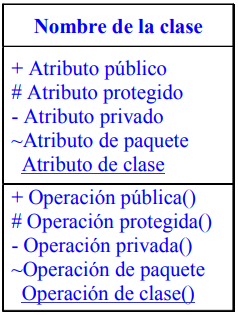 Nombre de la clase
+ Atributo público
# Atributo protegido
- Atributo privado
~Atributo de paquete
Atributo de clase
+ Operación pública()
# Operación protegida()
- Operación privada()
~Operación de paquete
Operación de clase()